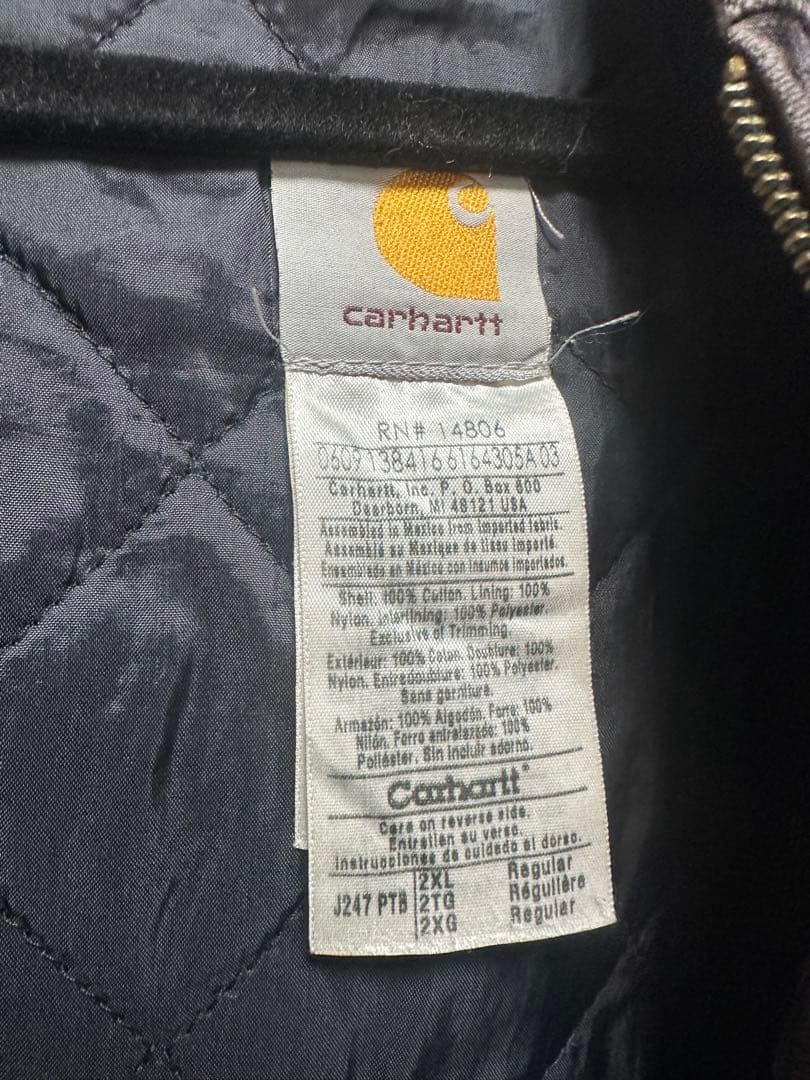 carhartt
RN# 14806
06091384166164305A03
Carhartt, Inc. P. O. Box 600
Dearborn, MI 48121 USA
Assembled in Mexico from imported fabric.
Assemblé au Mexique de tissu importé.
Ensamblado en México con insumos importados.
Shell: 100% Cotton. Lining: 100%
Nylon. Interlining: 100% Polyester.
Exclusive of Trimming.
Extérieur: 100% Coton. Doublure: 100%
Nylon. Entredoublure: 100% Polyester.
Sans garniture.
Armazón: 100% Algodón. Forro: 100%
Nilón. Forro entrelazado: 100%
Poliéster. Sin incluir adorno.
Carhartt
Care on reverse side.
Entretien au verso.
Instrucciones de cuidado al dorso.
J247 PTB
2XL Regular
2TG Régulière
2XG Regular